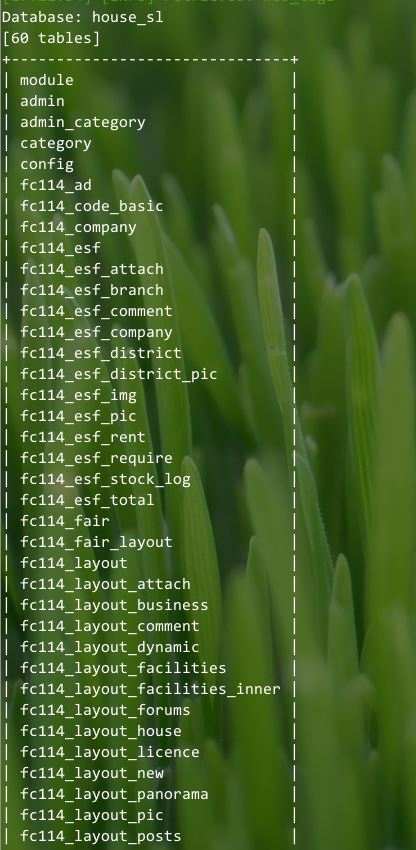 Database: house_sl
[60 tables]
+-------------------------------+
| module |
| admin |
| admin_category |
| category |
| config |
| fc114_ad |
| fc114_code_basic |
| fc114_company |
| fc114_esf |
| fc114_esf_attach |
| fc114_esf_branch |
| fc114_esf_comment |
| fc114_esf_company |
| fc114_esf_district |
| fc114_esf_district_pic |
| fc114_esf_img |
| fc114_esf_pic |
| fc114_esf_rent |
| fc114_esf_require |
| fc114_esf_stock_log |
| fc114_esf_total |
| fc114_fair |
| fc114_fair_layout |
| fc114_layout |
| fc114_layout_attach |
| fc114_layout_business |
| fc114_layout_comment |
| fc114_layout_dynamic |
| fc114_layout_facilities |
| fc114_layout_facilities_inner |
| fc114_layout_forums |
| fc114_layout_house |
| fc114_layout_licence |
| fc114_layout_new |
| fc114_layout_panorama |
| fc114_layout_pic |
| fc114_layout_posts |